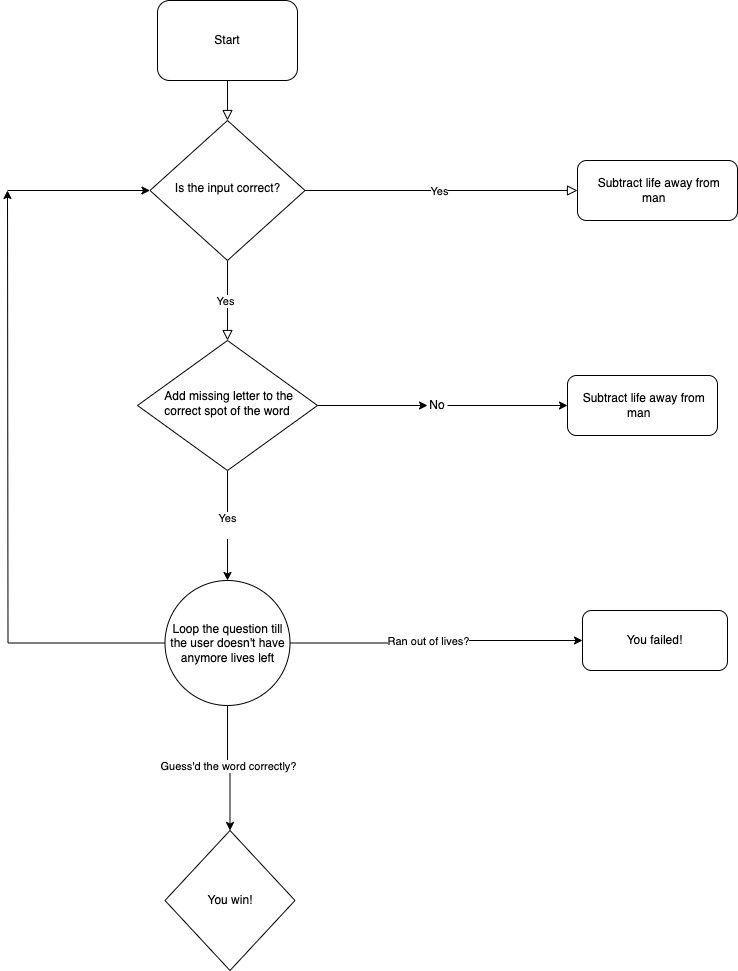 Start
Is the input correct?
Yes
Subtract life away from
man
Yes
Add missing letter to the
correct spot of the word
No
Subtract life away from
man
Yes
Loop the question till
the user doesn't have
anymore lives left
Ran out of lives?
You failed!
Guess'd the word correctly?
You win!